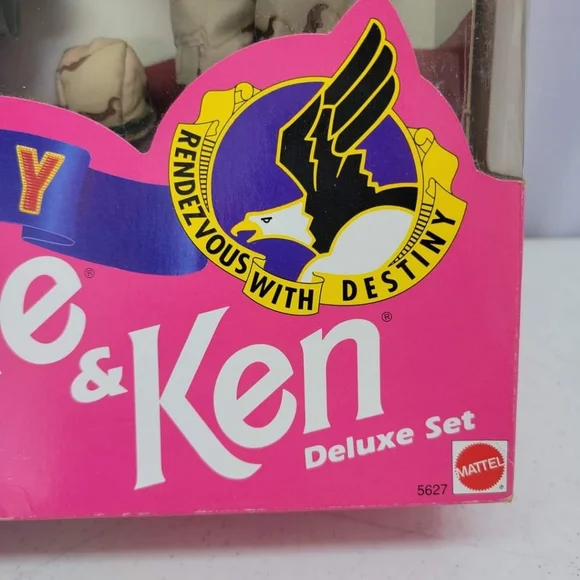 RENDEZVOUS WITH DESTINY
Y
e® & Ken®
Deluxe Set
5627
MATTEL
®